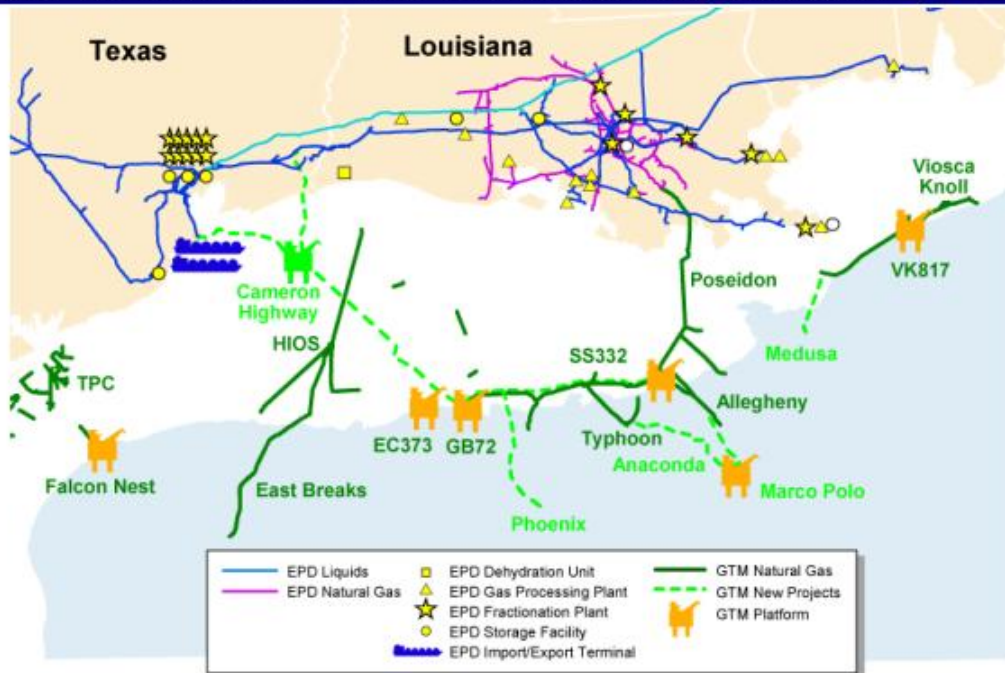 Texas
Louisiana
Viosca
Knoll
VK817
Poseidon
Cameron
Highway
HIOS
Medusa
SS332
TPC
Allegheny
EC373
GB72
Typhoon
Anaconda
Falcon Nest
East Breaks
Marco Polo
Phoenix
EPD Liquids
EPD Natural Gas
EPD Dehydration Unit
EPD Gas Processing Plant
EPD Fractionation Plant
EPD Storage Facility
EPD Import/Export Terminal
GTM Natural Gas
GTM New Projects
GTM Platform